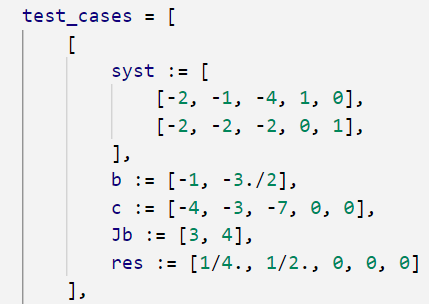 test_cases = [
[
syst := [
[-2, -1, -4, 1, 0],
[-2, -2, -2, 0, 1],
],
b := [-1, -3./2],
c := [-4, -3, -7, 0, 0],
Jb := [3, 4],
res := [1/4., 1/2., 0, 0, 0]
],